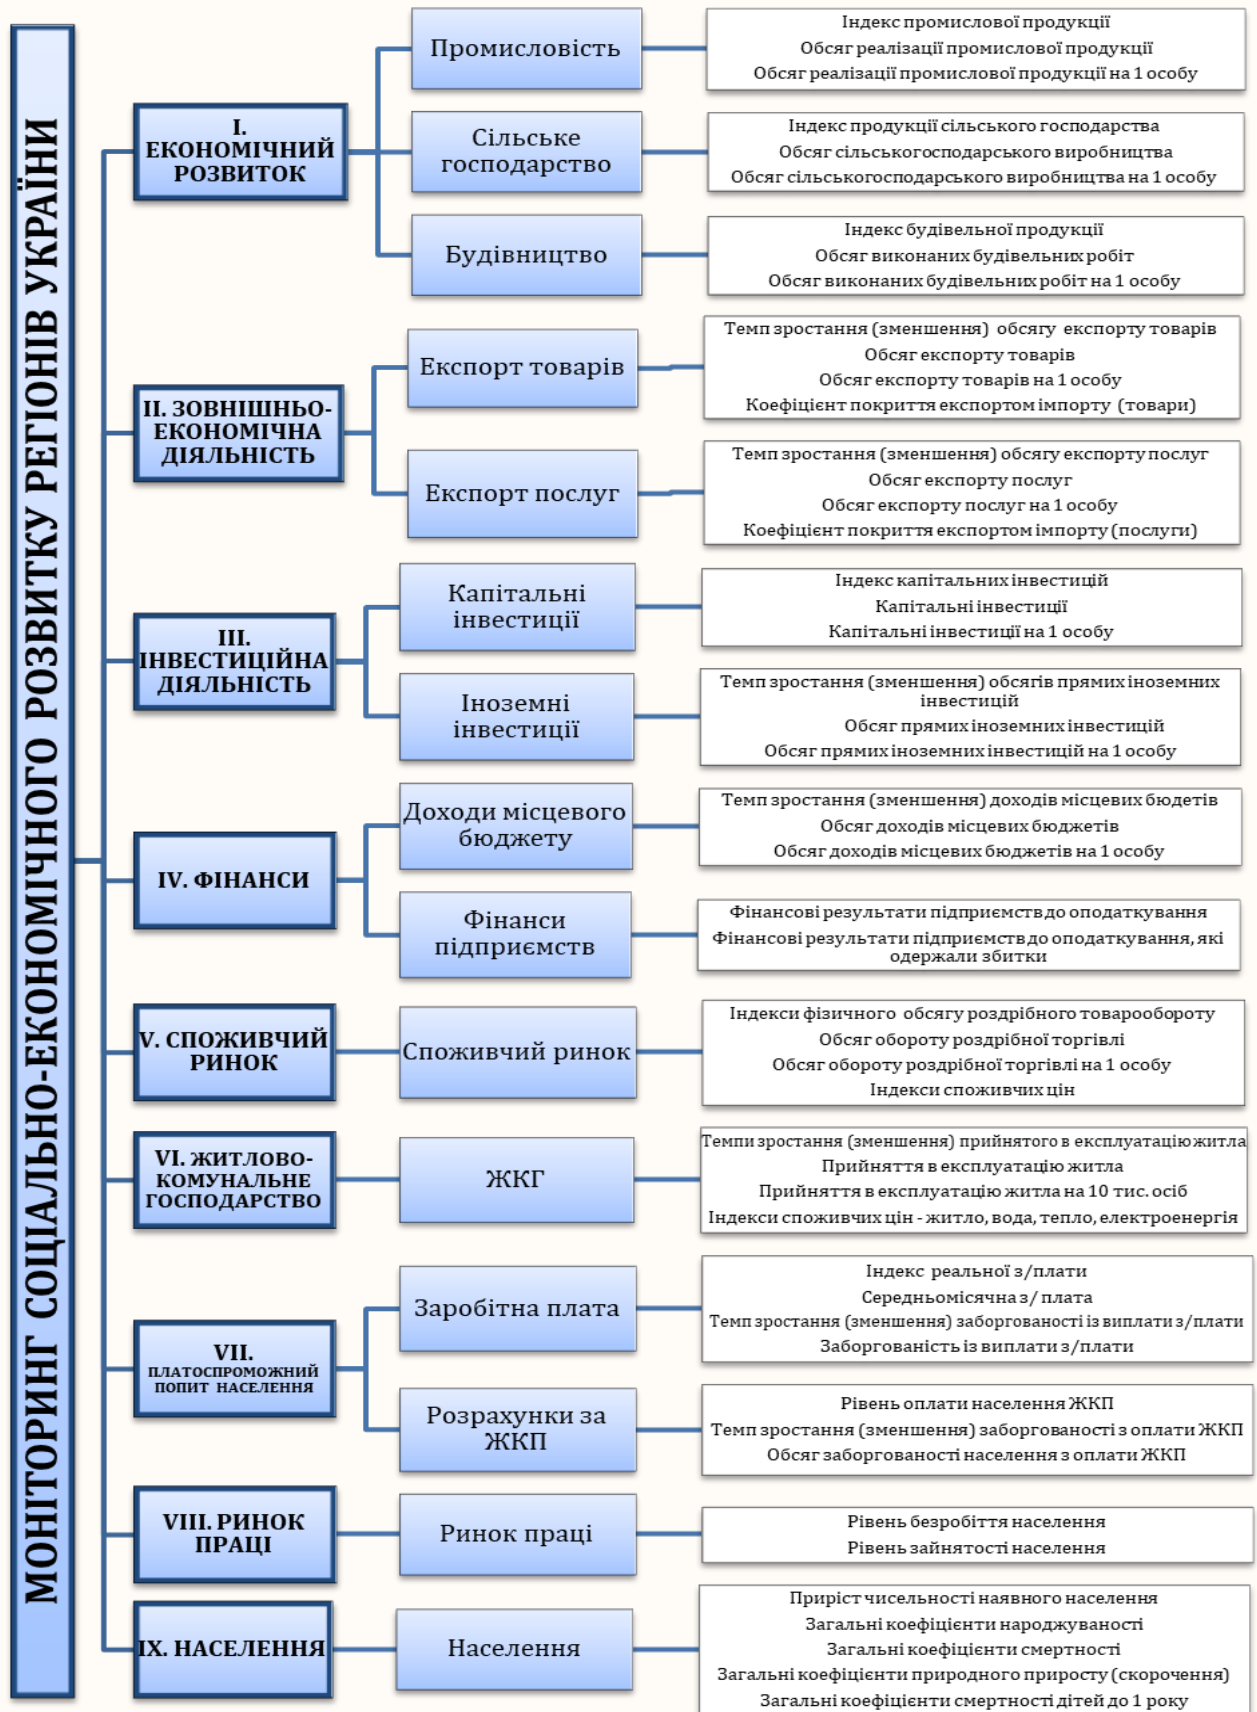 МОНІТОРИНГ СОЦІАЛЬНО-ЕКОНОМІЧНОГО РОЗВИТКУ РЕГІОНІВ УКРАЇНИ
І.
ЕКОНОМІЧНИЙ
РОЗВИТОК
Промисловість
Індекс промислової продукції
Обсяг реалізації промислової продукції
Обсяг реалізації промислової продукції на 1 особу
Сільське
господарство
Індекс продукції сільського господарства
Обсяг сільськогосподарського виробництва
Обсяг сільськогосподарського виробництва на 1 особу
Будівництво
Індекс будівельної продукції
Обсяг виконаних будівельних робіт
Обсяг виконаних будівельних робіт на 1 особу
ІІ. ЗОВНІШНЬО-
ЕКОНОМІЧНА
ДІЯЛЬНІСТЬ
Експорт товарів
Темп зростання (зменшення) обсягу експорту товарів
Обсяг експорту товарів
Обсяг експорту товарів на 1 особу
Коефіцієнт покриття експортом імпорту (товари)
Експорт послуг
Темп зростання (зменшення) обсягу експорту послуг
Обсяг експорту послуг
Обсяг експорту послуг на 1 особу
Коефіцієнт покриття експортом імпорту (послуги)
ІІІ.
ІНВЕСТИЦІЙНА
ДІЯЛЬНІСТЬ
Капітальні
інвестиції
Індекс капітальних інвестицій
Капітальні інвестиції
Капітальні інвестиції на 1 особу
Іноземні
інвестиції
Темп зростання (зменшення) обсягів прямих іноземних
інвестицій
Обсяг прямих іноземних інвестицій
Обсяг прямих іноземних інвестицій на 1 особу
IV. ФІНАНСИ
Доходи місцевого
бюджету
Темп зростання (зменшення) доходів місцевих бюдетів
Обсяг доходів місцевих бюджетів
Обсяг доходів місцевих бюджетів на 1 особу
Фінанси
підприємств
Фінансові результати підприємств до оподаткування
Фінансові результати підприємств до оподаткування, які
одержали збитки
V. СПОЖИВЧИЙ
РИНОК
Споживчий ринок
Індекси фізичного обсягу роздрібного товарообороту
Обсяг обороту роздрібної торгівлі
Обсяг обороту роздрібної торгівлі на 1 особу
Індекси споживчих цін
VI. ЖИТЛОВО-
КОМУНАЛЬНЕ
ГОСПОДАРСТВО
ЖКГ
Темпи зростання (зменшення) прийнятого в експлуатацію житла
Прийняття в експлуатацію житла
Прийняття в експлуатацію житла на 10 тис. осіб
Індекси споживчих цін - житло, вода, тепло, електроенергія
VII.
ПЛАТОСПРОМОЖНИЙ
ПОПИТ НАСЕЛЕННЯ
Заробітна плата
Індекс реальної з/плати
Середньомісячна з/ плата
Темп зростання (зменшення) заборгованості із виплати з/плати
Заборгованість із виплати з/плати
Розрахунки за
ЖКП
Рівень оплати населення ЖКП
Темп зростання (зменшення) заборгованості з оплати ЖКП
Обсяг заборгованості населення з оплати ЖКП
VIII. РИНОК
ПРАЦІ
Ринок праці
Рівень безробіття населення
Рівень зайнятості населення
IX. НАСЕЛЕННЯ
Населення
Приріст чисельності наявного населення
Загальні коефіцієнти народжуваності
Загальні коефіцієнти смертності
Загальні коефіцієнти природного приросту (скорочення)
Загальні коефіцієнти смертності дітей до 1 року